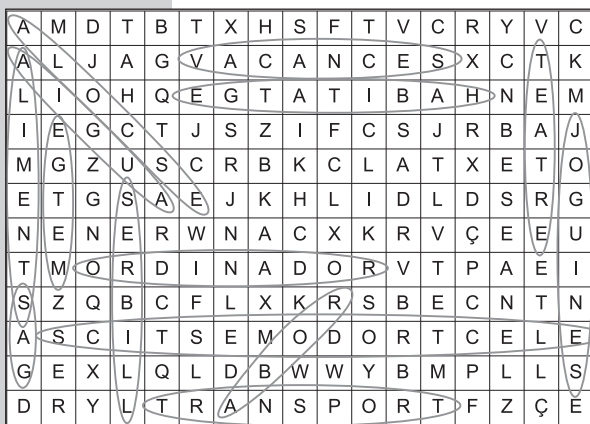 A M D T B T X H S F T V C R Y V C
A L J A G V A C A N C E S X C T K
L I O H Q E G T A T I B A H N E M
I E G C T J S Z I F C S J R B A J
M G Z U S C R B K C L A T X E T O
E T G S A E J K H L I D L D S R G
N E N E R W N A C X K R V Ç E E U
T M O R D I N A D O R V T P A E I
S Z Q B C F L X K R S B E C N T N
A S C I T S E M O D O R T C E L E
G E X L Q L D B W W Y B M P L L S
D R Y L T R A N S P O R T F Z Ç E